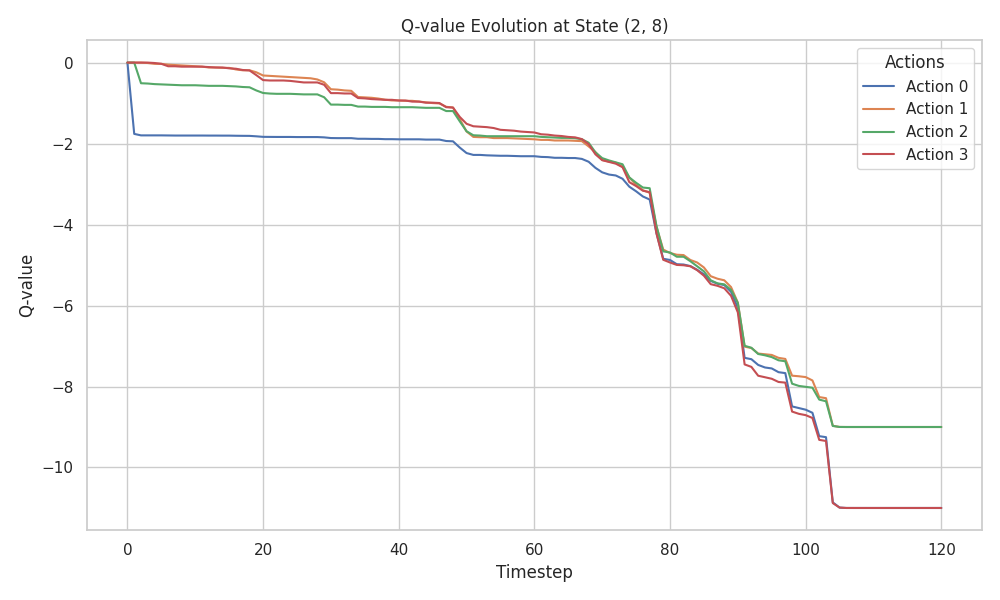 Q-value Evolution at State (2, 8)
Actions
Action 0
Action 1
Action 2
Action 3
Q-value
0
−2
−4
−6
−8
−10
0 20 40 60 80 100 120
Timestep